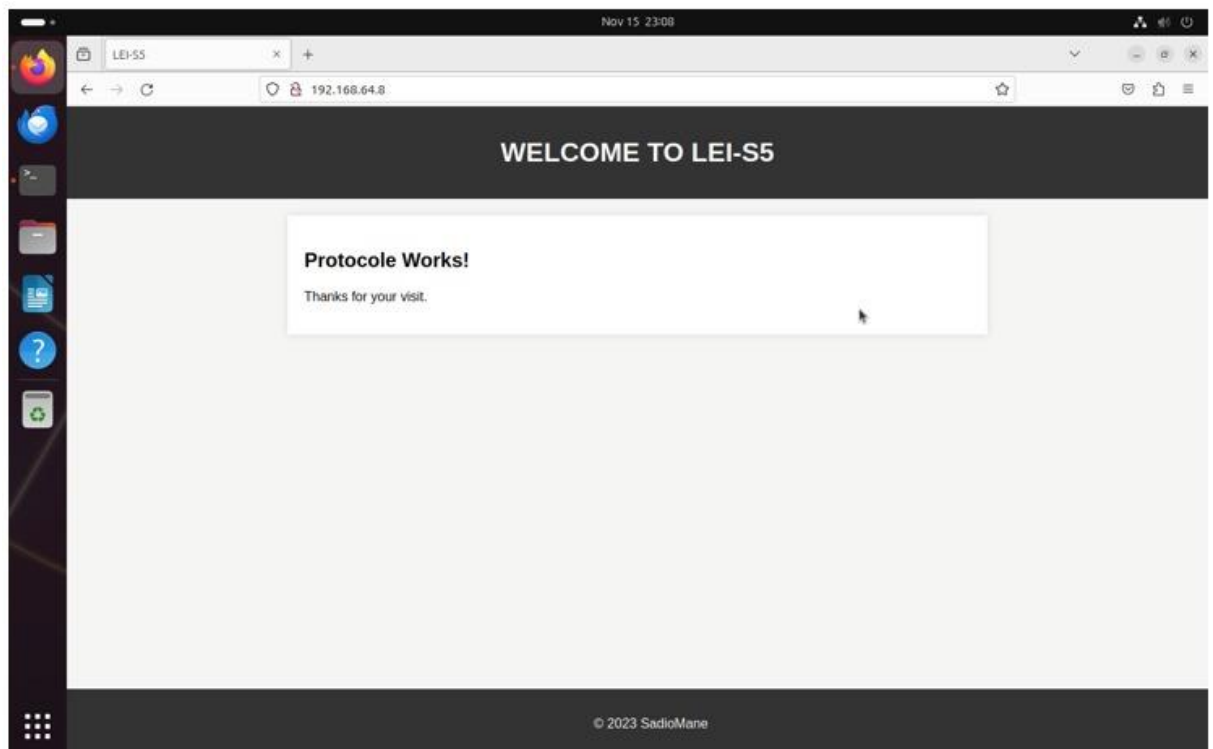 Nov 15 23:08
LEI-S5
192.168.64.8
WELCOME TO LEI-S5
Protocole Works!
Thanks for your visit.
© 2023 SadioMane